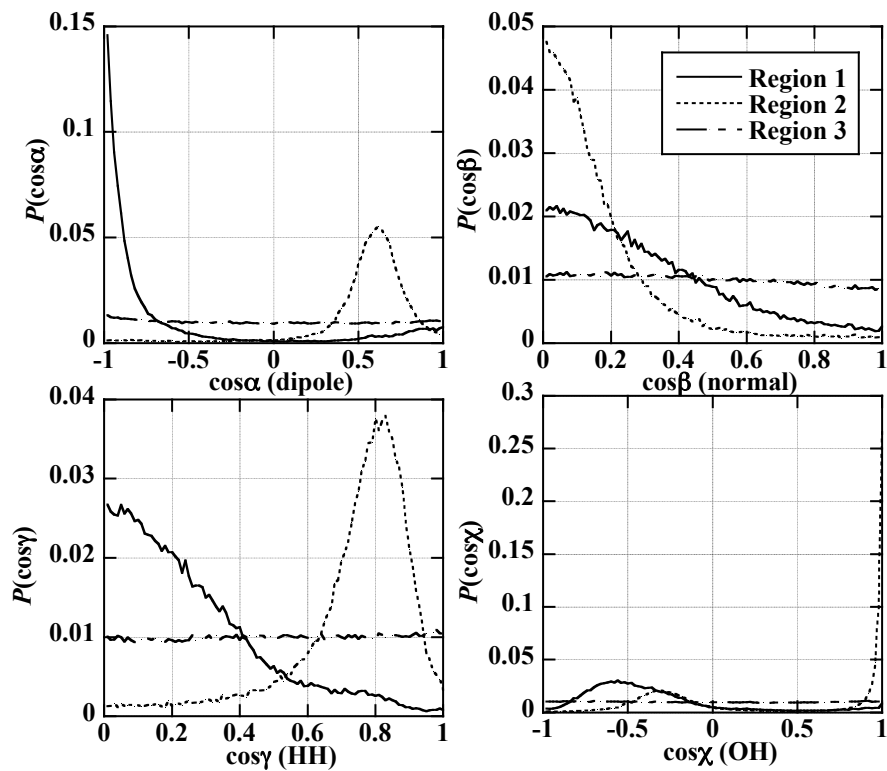 0.15
0.1
0.05
0
P(cosα)
-1 -0.5 0 0.5 1
cosα (dipole)
0.05
0.04
0.03
0.02
0.01
0
P(cosβ)
Region 1
Region 2
Region 3
0 0.2 0.4 0.6 0.8 1
cosβ (normal)
0.04
0.03
0.02
0.01
0
P(cosγ)
0 0.2 0.4 0.6 0.8 1
cosγ (HH)
0.3
0.25
0.2
0.15
0.1
0.05
0
P(cosχ)
-1 -0.5 0 0.5 1
cosχ (OH)